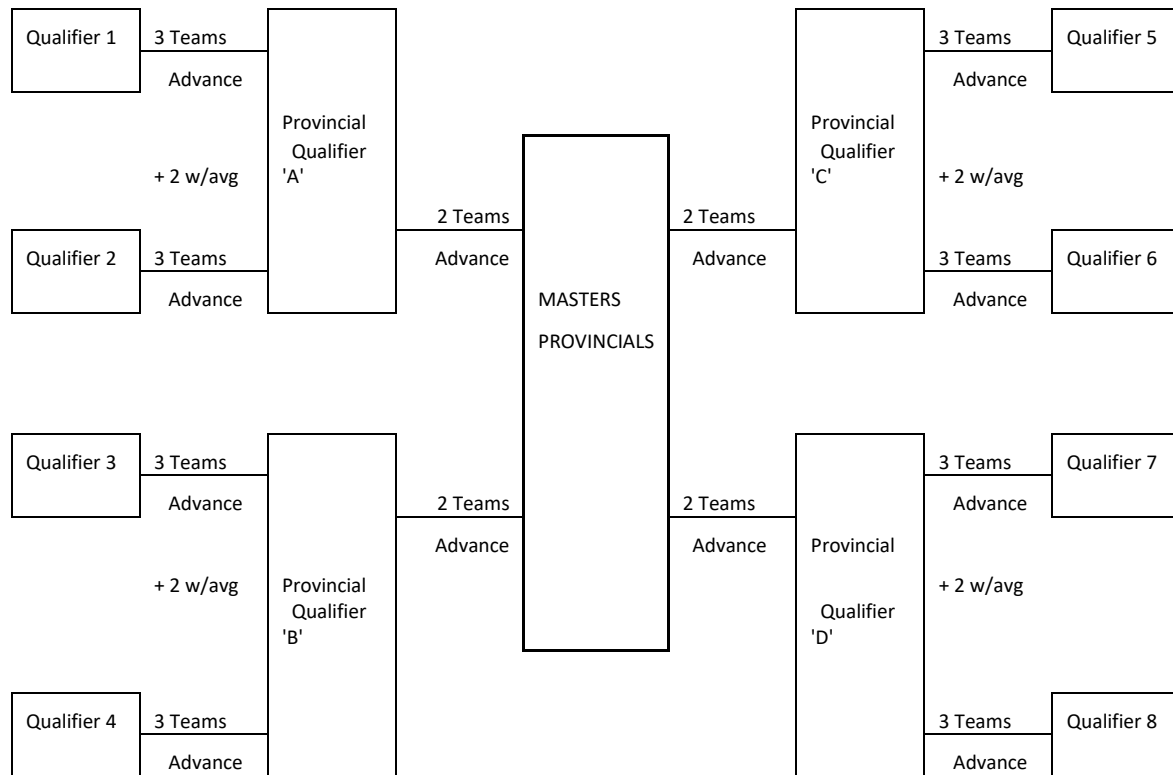 Qualifier 1
3 Teams
Advance
+ 2 w/avg
Qualifier 2
3 Teams
Advance
Provincial
Qualifier
'A'
2 Teams
Advance
Qualifier 3
3 Teams
Advance
+ 2 w/avg
Qualifier 4
3 Teams
Advance
Provincial
Qualifier
'B'
2 Teams
Advance
MASTERS
PROVINCIALS
2 Teams
Advance
Provincial
Qualifier
'C'
3 Teams
Advance
Qualifier 5
+ 2 w/avg
3 Teams
Advance
Qualifier 6
2 Teams
Advance
Provincial
Qualifier
'D'
3 Teams
Advance
Qualifier 7
+ 2 w/avg
3 Teams
Advance
Qualifier 8